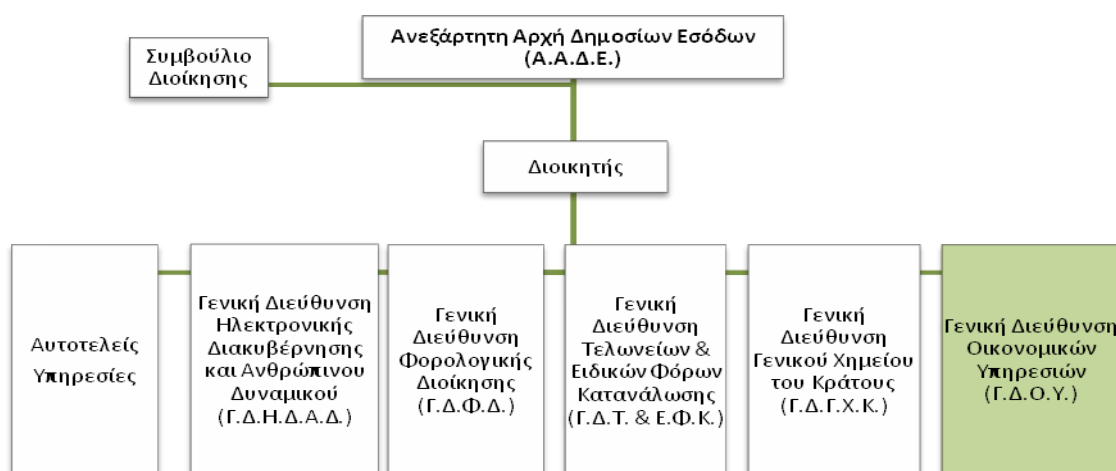 Ανεξάρτητη Αρχή Δημοσίων Εσόδων
(Α.Α.Δ.Ε.)
Συμβούλιο
Διοίκησης
Διοικητής
Αυτοτελείς
Υπηρεσίες
Γενική Διεύθυνση
Ηλεκτρονικής
Διακυβέρνησης
και Ανθρώπινου
Δυναμικού
(Γ.Δ.Η.Δ.Α.Δ.)
Γενική
Διεύθυνση
Φορολογικής
Διοίκησης
(Γ.Δ.Φ.Δ.)
Γενική
Διεύθυνση
Τελωνείων &
Ειδικών Φόρων
Κατανάλωσης
(Γ.Δ.Τ. & Ε.Φ.Κ.)
Γενική
Διεύθυνση
Γενικού Χημείου
του Κράτους
(Γ.Δ.Γ.Χ.Κ.)
Γενική Διεύθυνση
Οικονομικών
Υπηρεσιών
(Γ.Δ.Ο.Υ.)